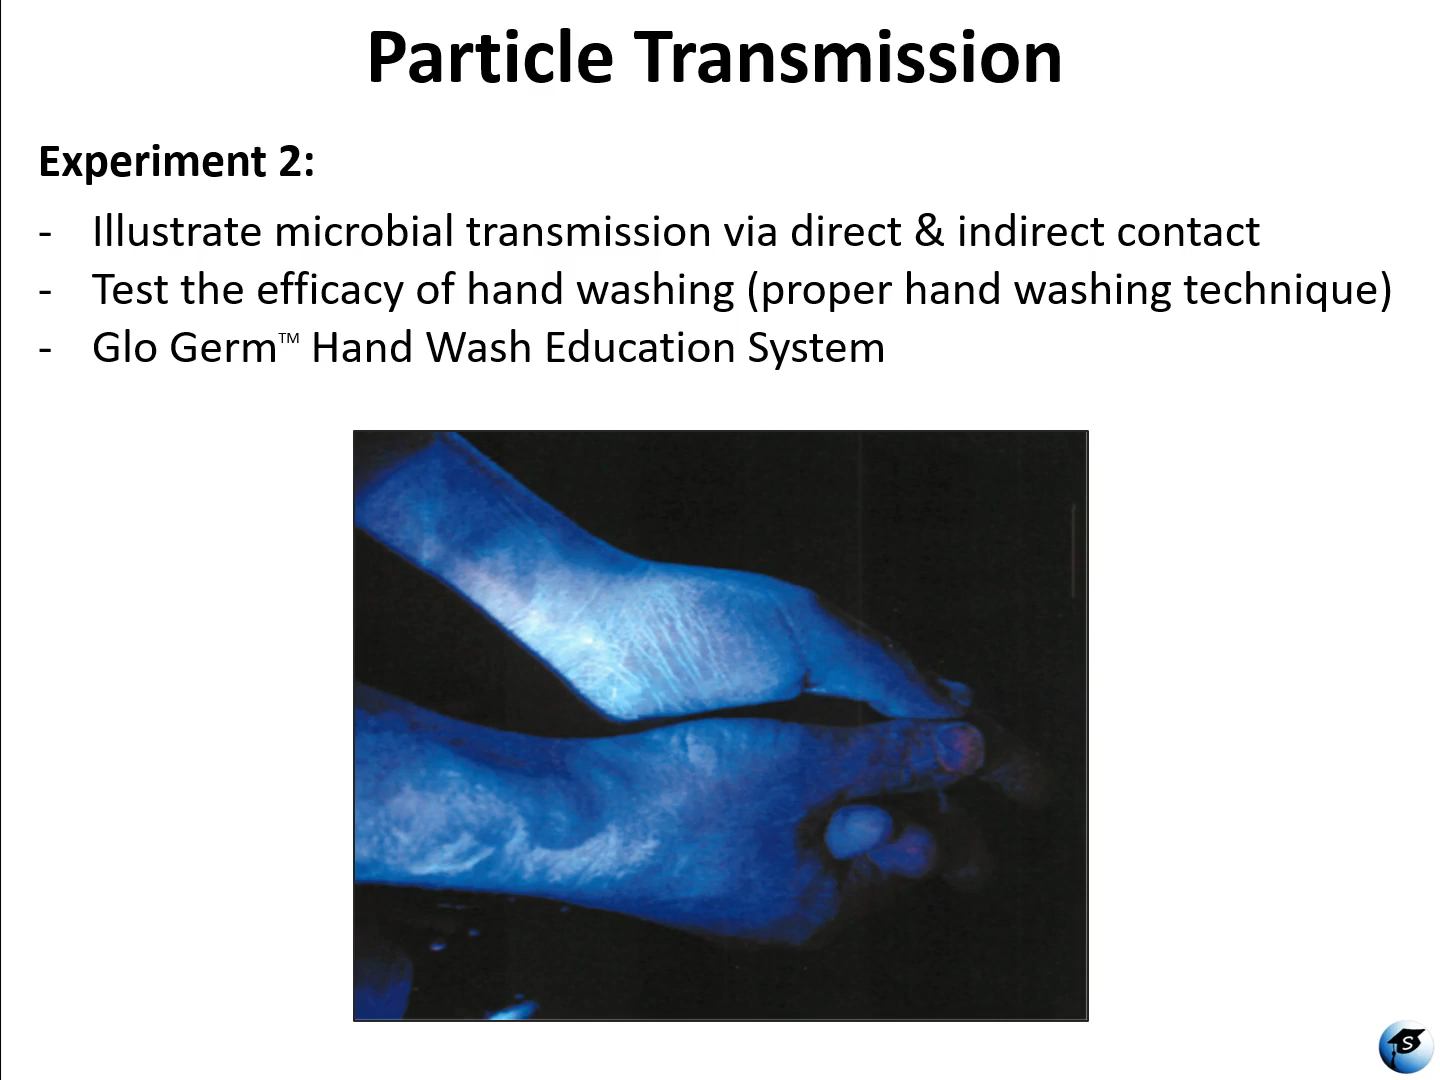 Particle Transmission
Experiment 2:
- Illustrate microbial transmission via direct & indirect contact
- Test the efficacy of hand washing (proper hand washing technique)
- Glo Germ™ Hand Wash Education System
S